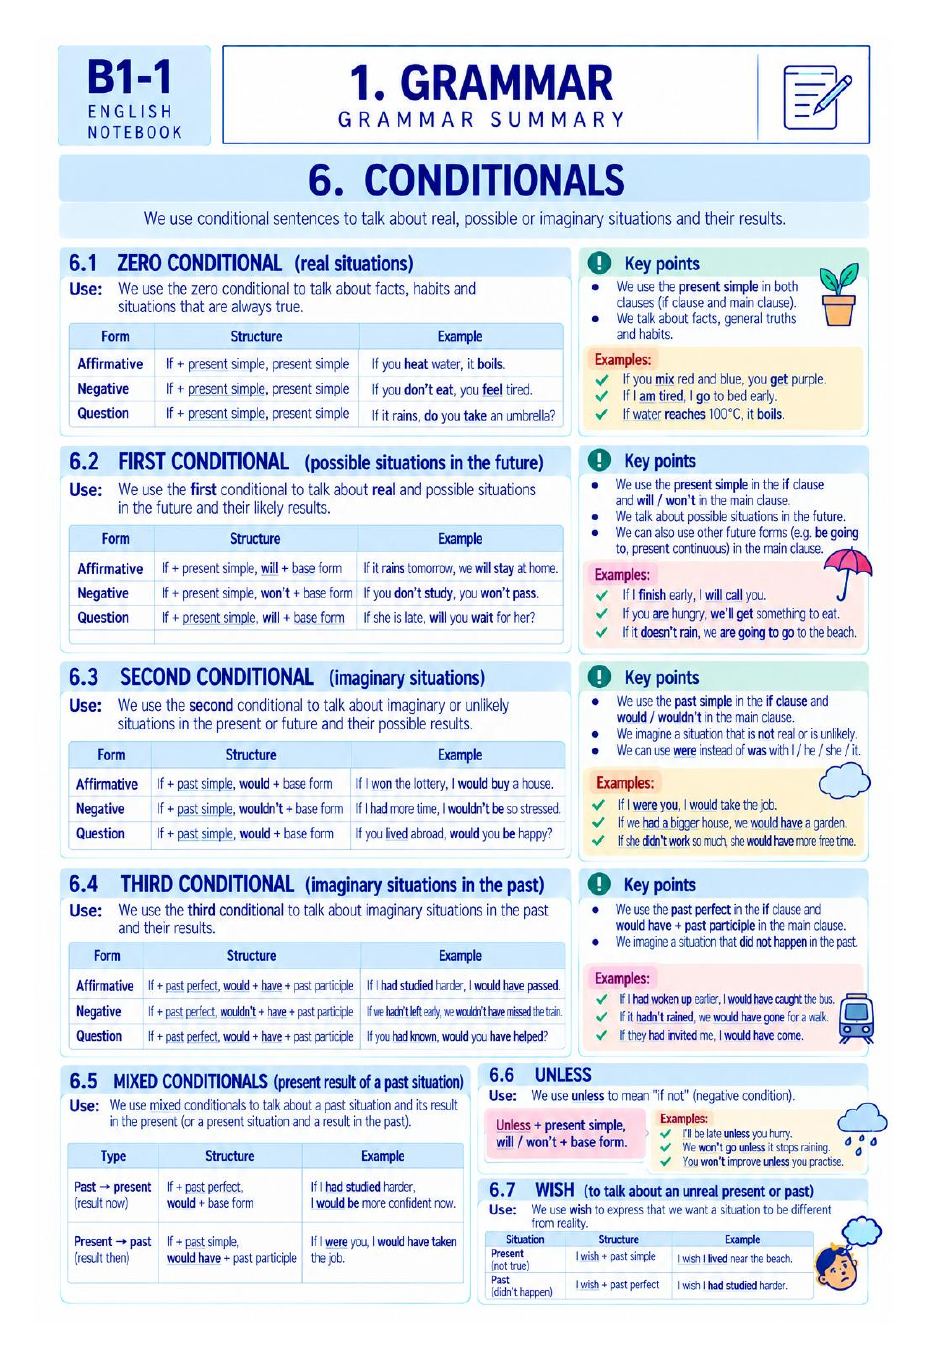 B1-1
ENGLISH
NOTEBOOK
1. GRAMMAR
GRAMMAR SUMMARY
6. CONDITIONALS
We use conditional sentences to talk about real, possible or imaginary situations and their results.
6.1 ZERO CONDITIONAL (real situations)
Use: We use the zero conditional to talk about facts, habits and
situations that are always true.
Form Structure Example
Affirmative If + present simple, present simple If you heat water, it boils.
Negative If + present simple, present simple If you don't eat, you feel tired.
Question If + present simple, present simple If it rains, do you take an umbrella?
! Key points
• We use the present simple in both
clauses (if clause and main clause).
• We talk about facts, general truths
and habits.
Examples:
✓ If you mix red and blue, you get purple.
✓ If I am tired, I go to bed early.
✓ If water reaches 100°C, it boils.
6.2 FIRST CONDITIONAL (possible situations in the future)
Use: We use the first conditional to talk about real and possible situations
in the future and their likely results.
Form Structure Example
Affirmative If + present simple, will + base form If it rains tomorrow, we will stay at home.
Negative If + present simple, won't + base form If you don't study, you won't pass.
Question If + present simple, will + base form If she is late, will you wait for her?
! Key points
• We use the present simple in the if clause
and will / won't in the main clause.
• We talk about possible situations in the future.
• We can also use other future forms (e.g. be going
to, present continuous) in the main clause.
Examples:
✓ If I finish early, I will call you.
✓ If you are hungry, we'll get something to eat.
✓ If it doesn't rain, we are going to go to the beach.
6.3 SECOND CONDITIONAL (imaginary situations)
Use: We use the second conditional to talk about imaginary or unlikely
situations in the present or future and their possible results.
Form Structure Example
Affirmative If + past simple, would + base form If I won the lottery, I would buy a house.
Negative If + past simple, wouldn't + base form If I had more time, I wouldn't be so stressed.
Question If + past simple, would + base form If you lived abroad, would you be happy?
! Key points
• We use the past simple in the if clause and
would / wouldn't in the main clause.
• We imagine a situation that is not real or is unlikely.
• We can use were instead of was with I / he / she / it.
Examples:
✓ If I were you, I would take the job.
✓ If we had a bigger house, we would have a garden.
✓ If she didn't work so much, she would have more free time.
6.4 THIRD CONDITIONAL (imaginary situations in the past)
Use: We use the third conditional to talk about imaginary situations in the past
and their results.
Form Structure Example
Affirmative If + past perfect, would + have + past participle If I had studied harder, I would have passed.
Negative If + past perfect, wouldn't + have + past participle If we hadn't left early, we wouldn't have missed the train.
Question If + past perfect, would + have + past participle If you had known, would you have helped?
! Key points
• We use the past perfect in the if clause and
would have + past participle in the main clause.
• We imagine a situation that did not happen in the past.
Examples:
✓ If I had woken up earlier, I would have caught the bus.
✓ If it hadn't rained, we would have gone for a walk.
✓ If they had invited me, I would have come.
6.5 MIXED CONDITIONALS (present result of a past situation)
Use: We use mixed conditionals to talk about a past situation and its result
in the present (or a present situation and a result in the past).
Type Structure Example
Past → present If + past perfect, If I had studied harder,
(result now) would + base form I would be more confident now.
Present → past If + past simple, If I were you, I would have taken
(result then) would have + past participle the job.
6.6 UNLESS
Use: We use unless to mean "if not" (negative condition).
Unless + present simple,
will / won't + base form.
Examples:
✓ I'll be late unless you hurry.
✓ We won't go unless it stops raining.
✓ You won't improve unless you practise.
6.7 WISH (to talk about an unreal present or past)
Use: We use wish to express that we want a situation to be different
from reality.
Situation Structure Example
Present
(not true) I wish + past simple I wish I lived near the beach.
Past
(didn't happen) I wish + past perfect I wish I had studied harder.